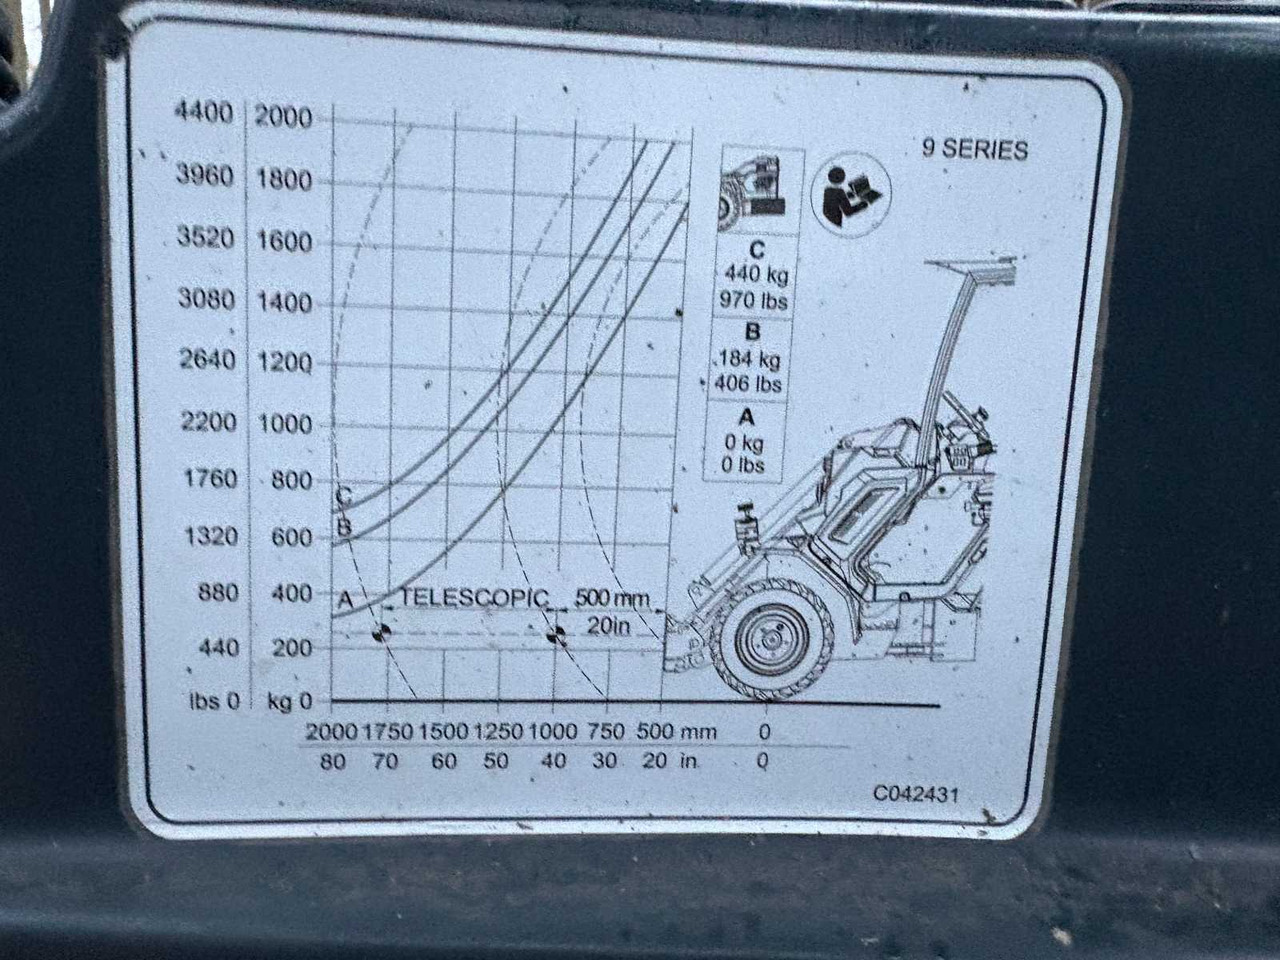 9 SERIES
4400 2000
3960 1800
3520 1600
3080 1400
2640 1200
2200 1000
1760 800
1320 600
880 400
440 200
lbs 0 kg 0
C
B
A
TELESCOPIC
500 mm
20in
C
440 kg
970 lbs
B
184 kg
406 lbs
A
0 kg
0 lbs
2000 1750 1500 1250 1000 750 500 mm 0
80 70 60 50 40 30 20 in 0
C042431